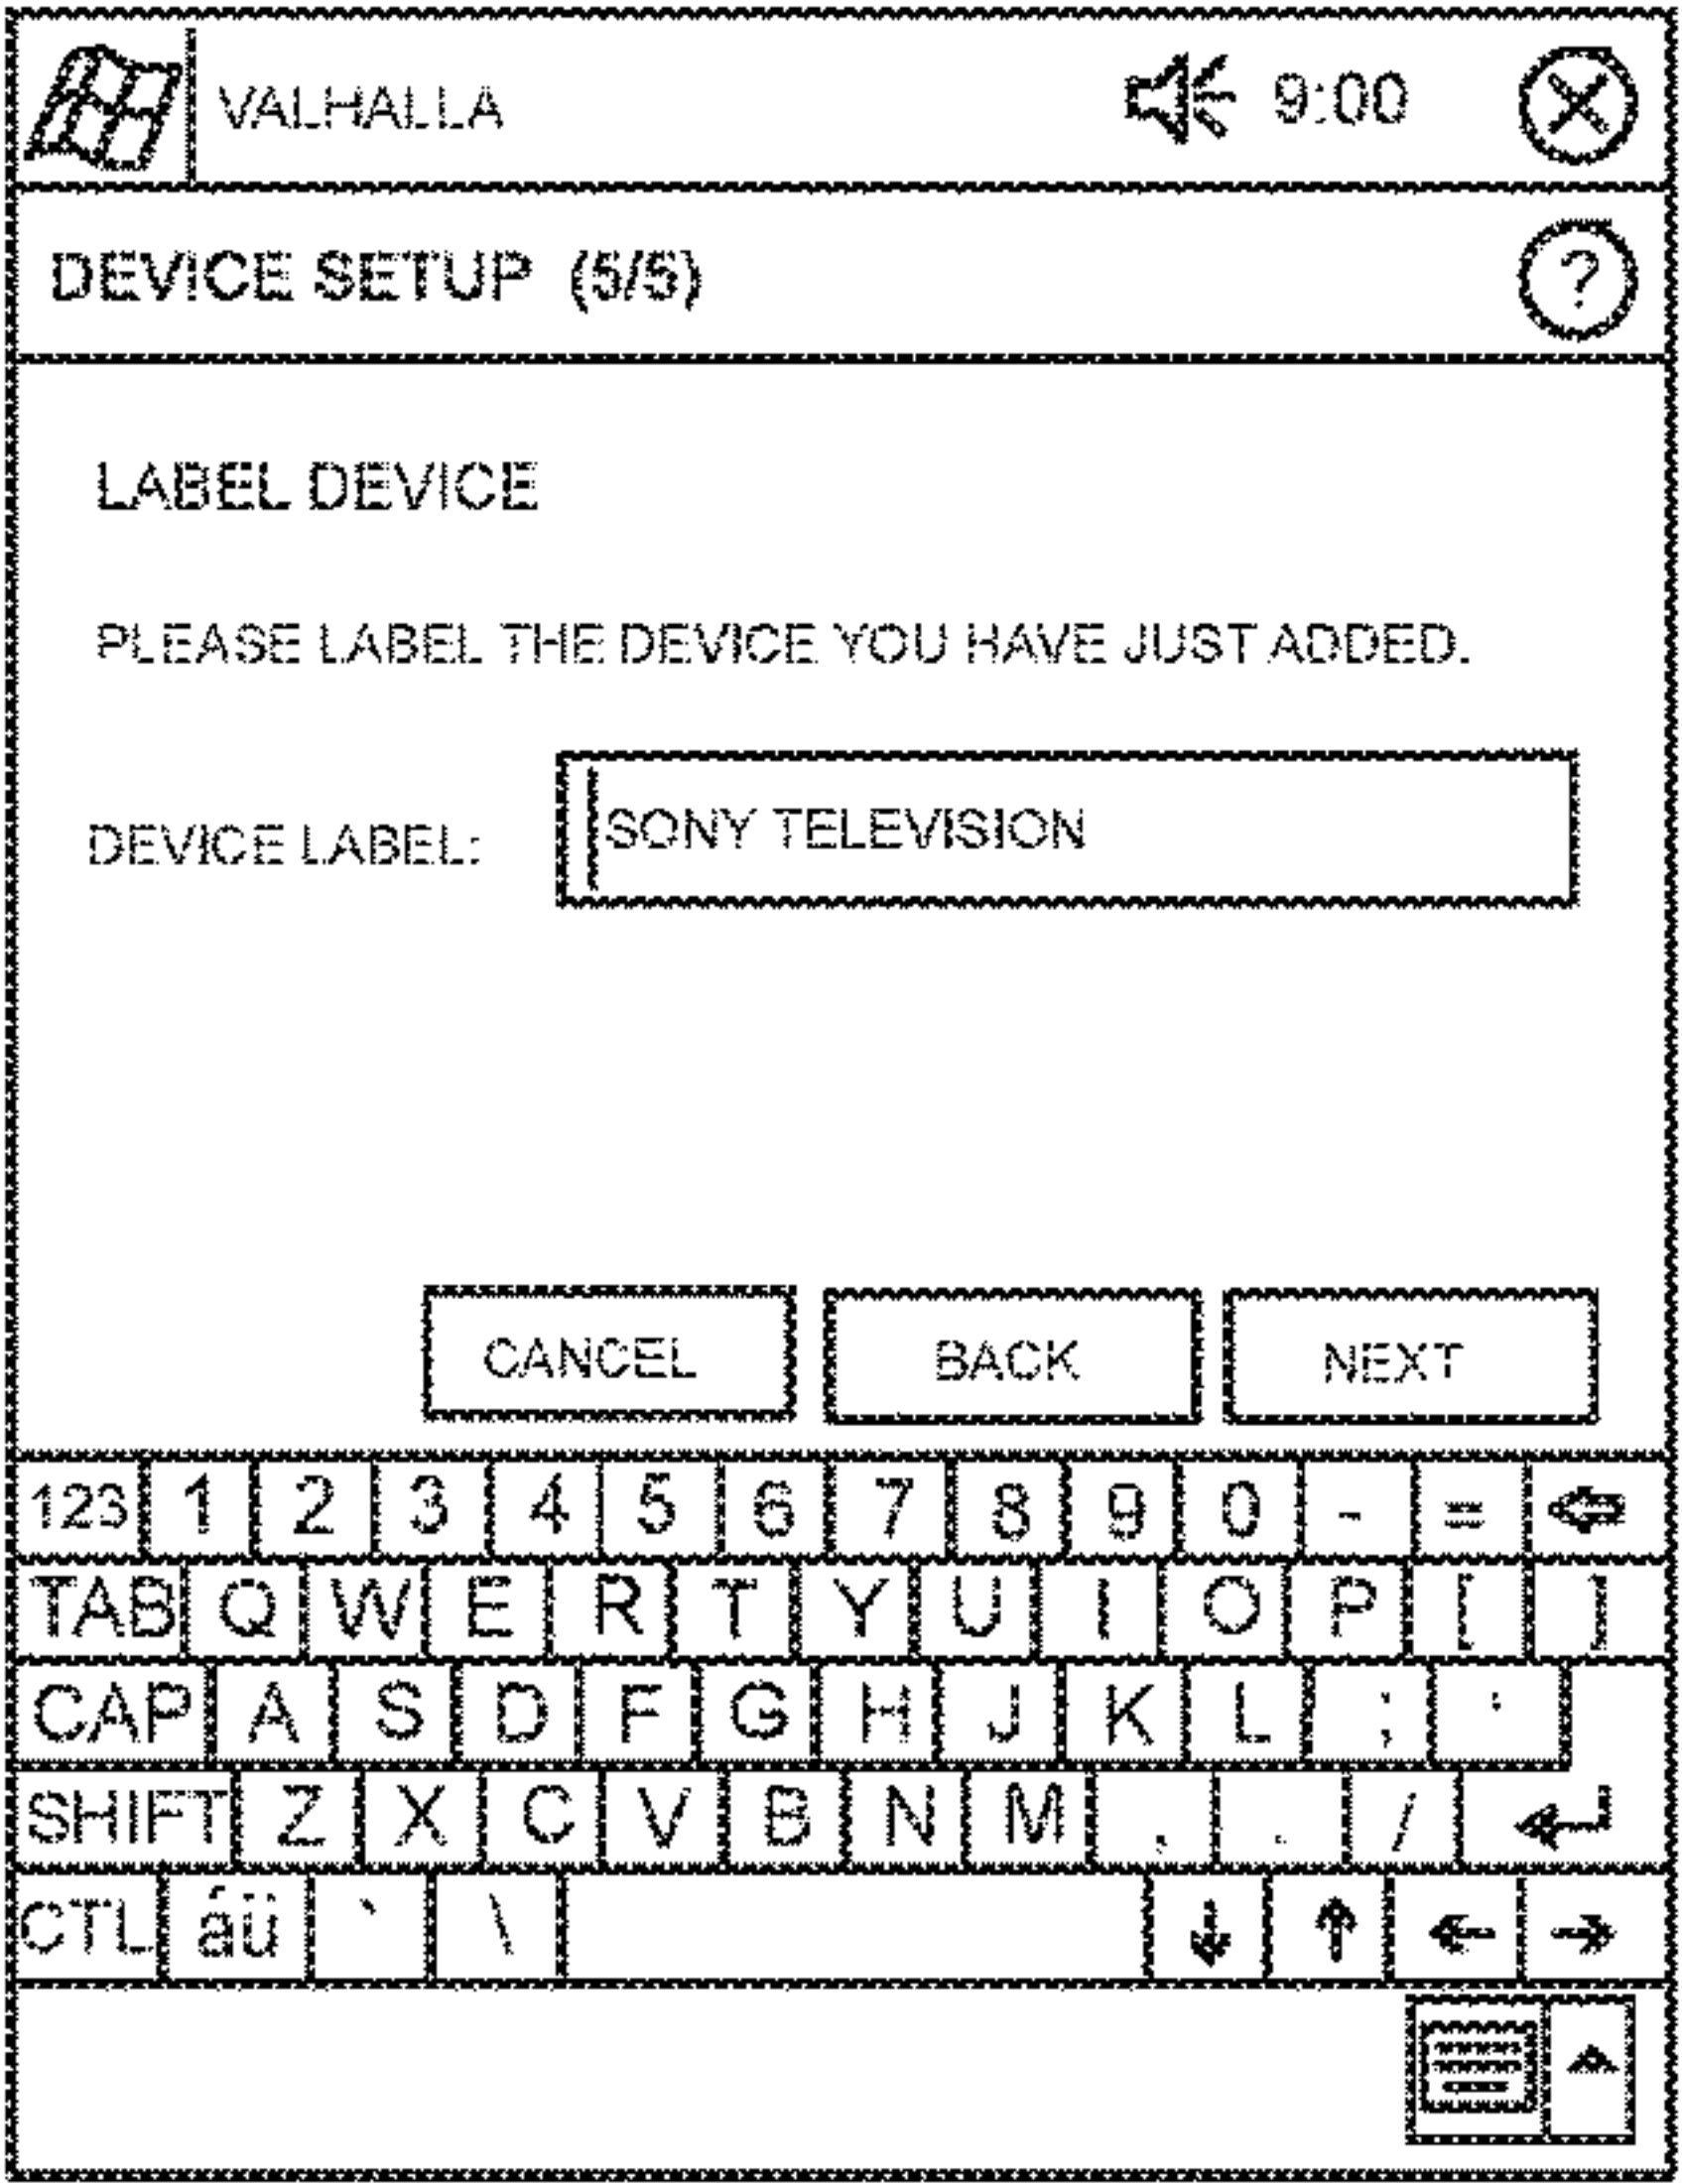 VALHALLA 9:00
DEVICE SETUP (5/5) ?
LABEL DEVICE
PLEASE LABEL THE DEVICE YOU HAVE JUST ADDED.
DEVICE LABEL: SONY TELEVISION
CANCEL BACK NEXT
123 1 2 3 4 5 6 7 8 9 0 - =
TAB Q W E R T Y U I O P [ ]
CAP A S D F G H J K L ; '
SHIFT Z X C V B N M , . /
CTL áü ` \